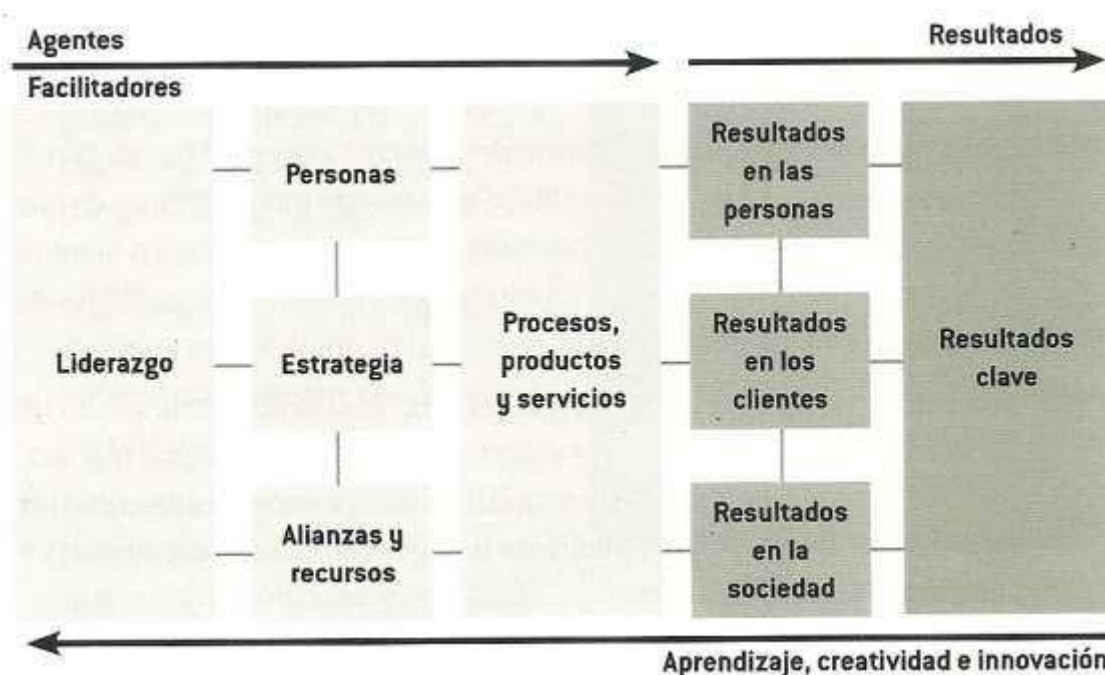 Agentes
Resultados
Facilitadores
Liderazgo
Personas
Estrategia
Alianzas y
recursos
Procesos,
productos
y servicios
Resultados
en las
personas
Resultados
en los
clientes
Resultados
en la
sociedad
Resultados
clave
Aprendizaje, creatividad e innovación